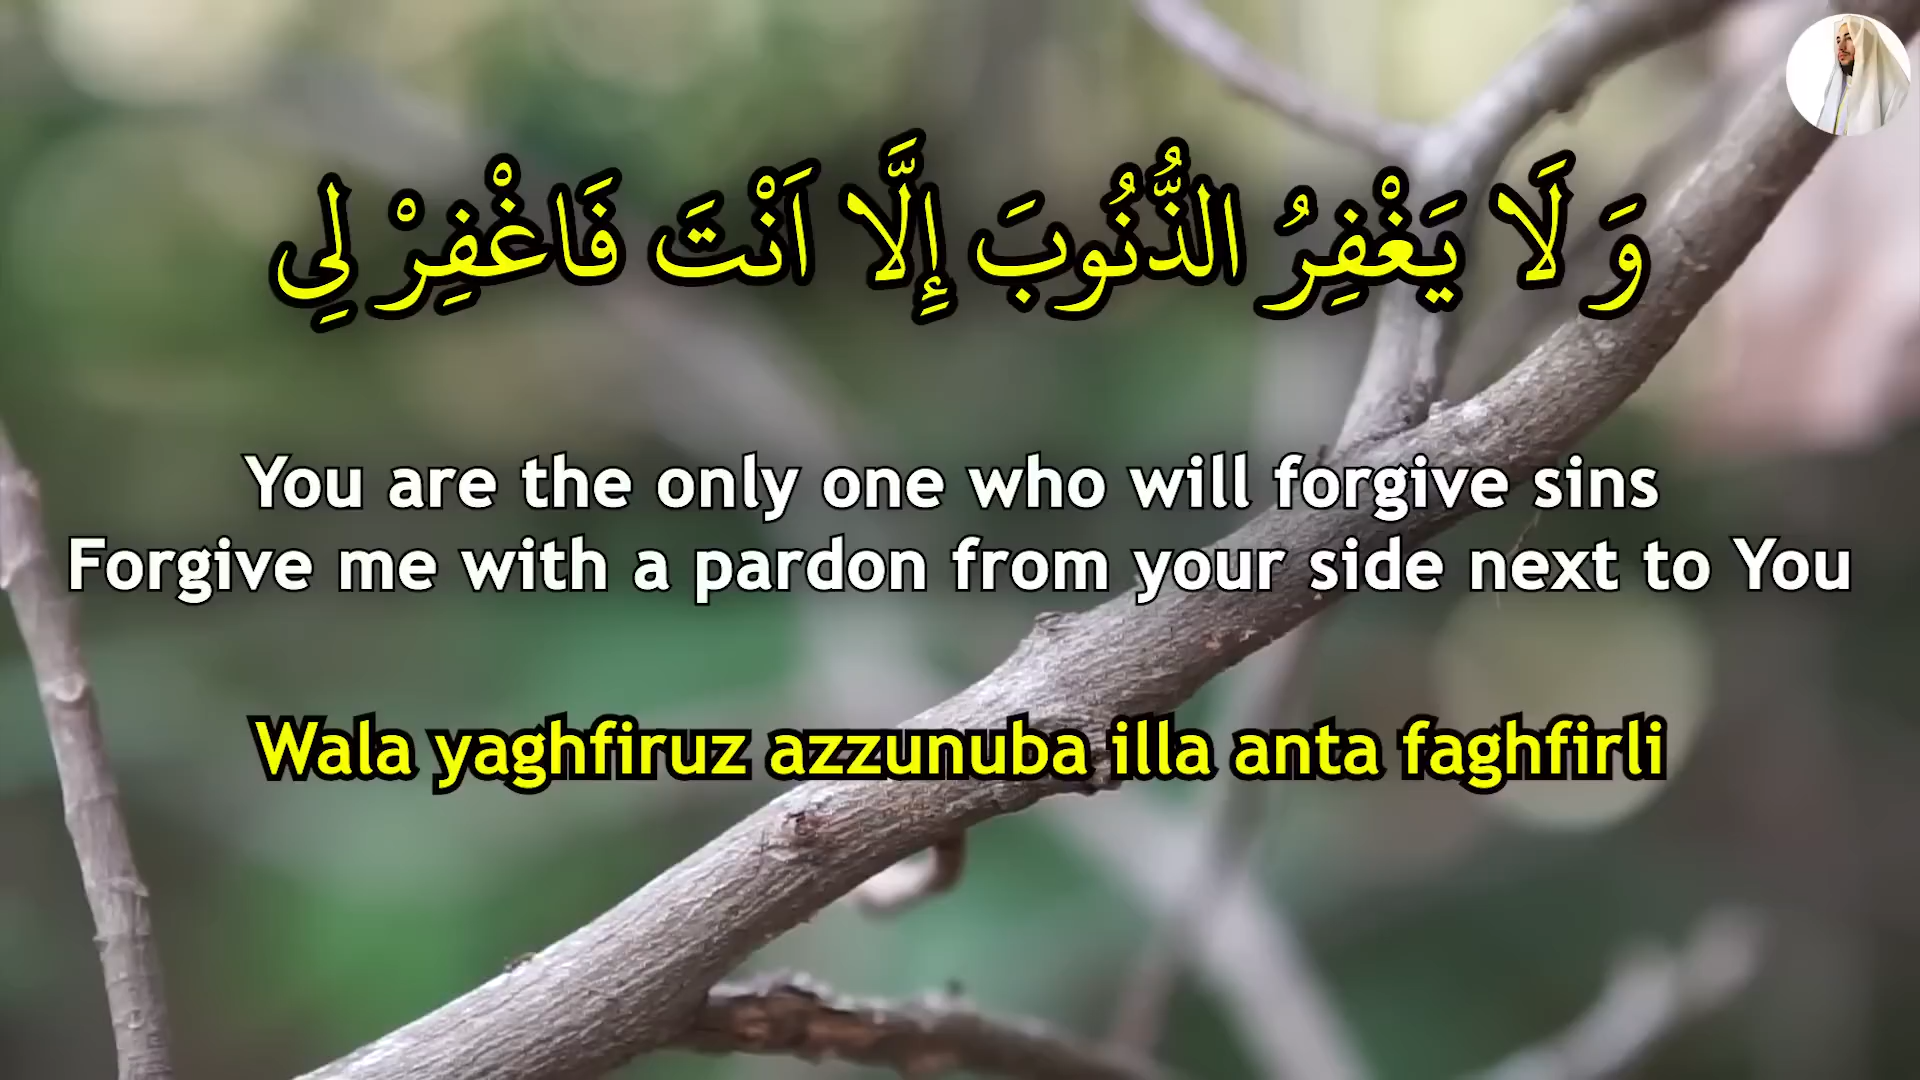 وَ لَا يَغْفِرُ الذُّنُوبَ إِلَّا اَنْتَ فَاغْفِرْ لِي
You are the only one who will forgive sins
Forgive me with a pardon from your side next to You
Wala yaghfiruz azzunuba illa anta faghfirli